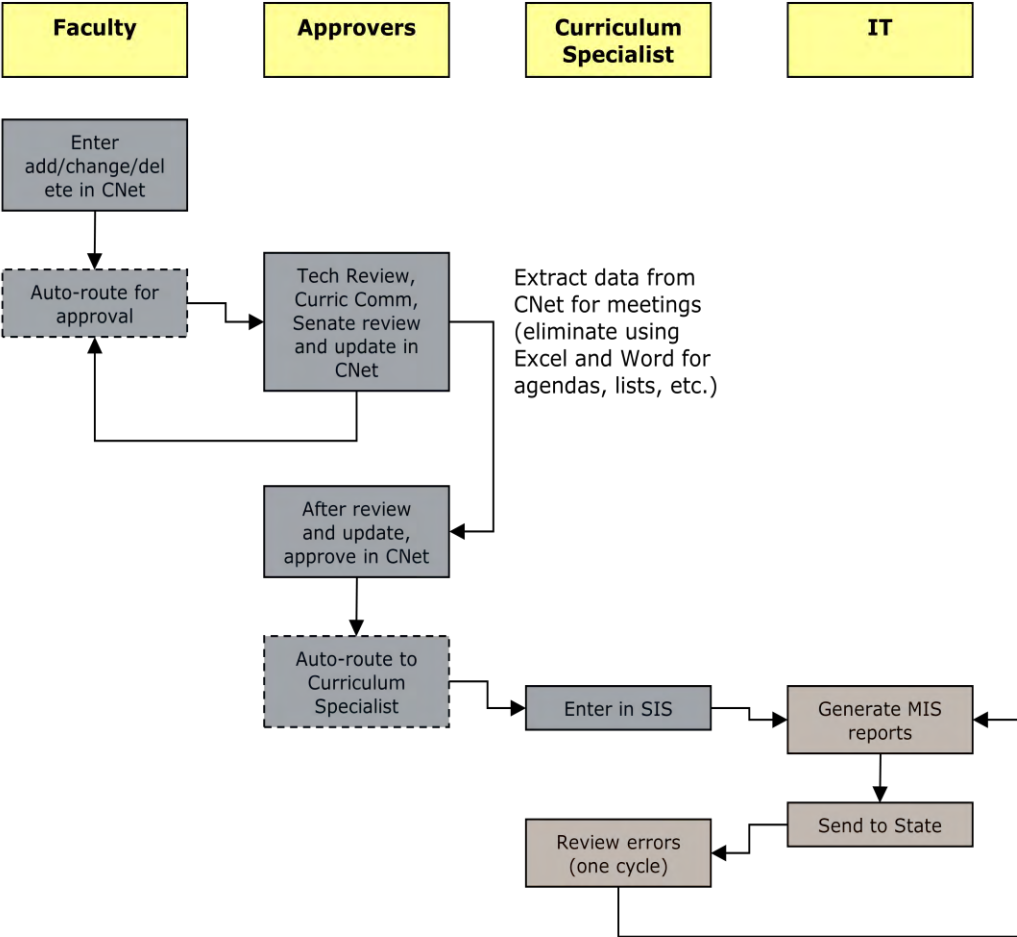 Faculty
Approvers
Curriculum
Specialist
IT
Enter
add/change/del
ete in CNet
Auto-route for
approval
Tech Review,
Curric Comm,
Senate review
and update in
CNet
Extract data from
CNet for meetings
(eliminate using
Excel and Word for
agendas, lists, etc.)
After review
and update,
approve in CNet
Auto-route to
Curriculum
Specialist
Enter in SIS
Generate MIS
reports
Send to State
Review errors
(one cycle)